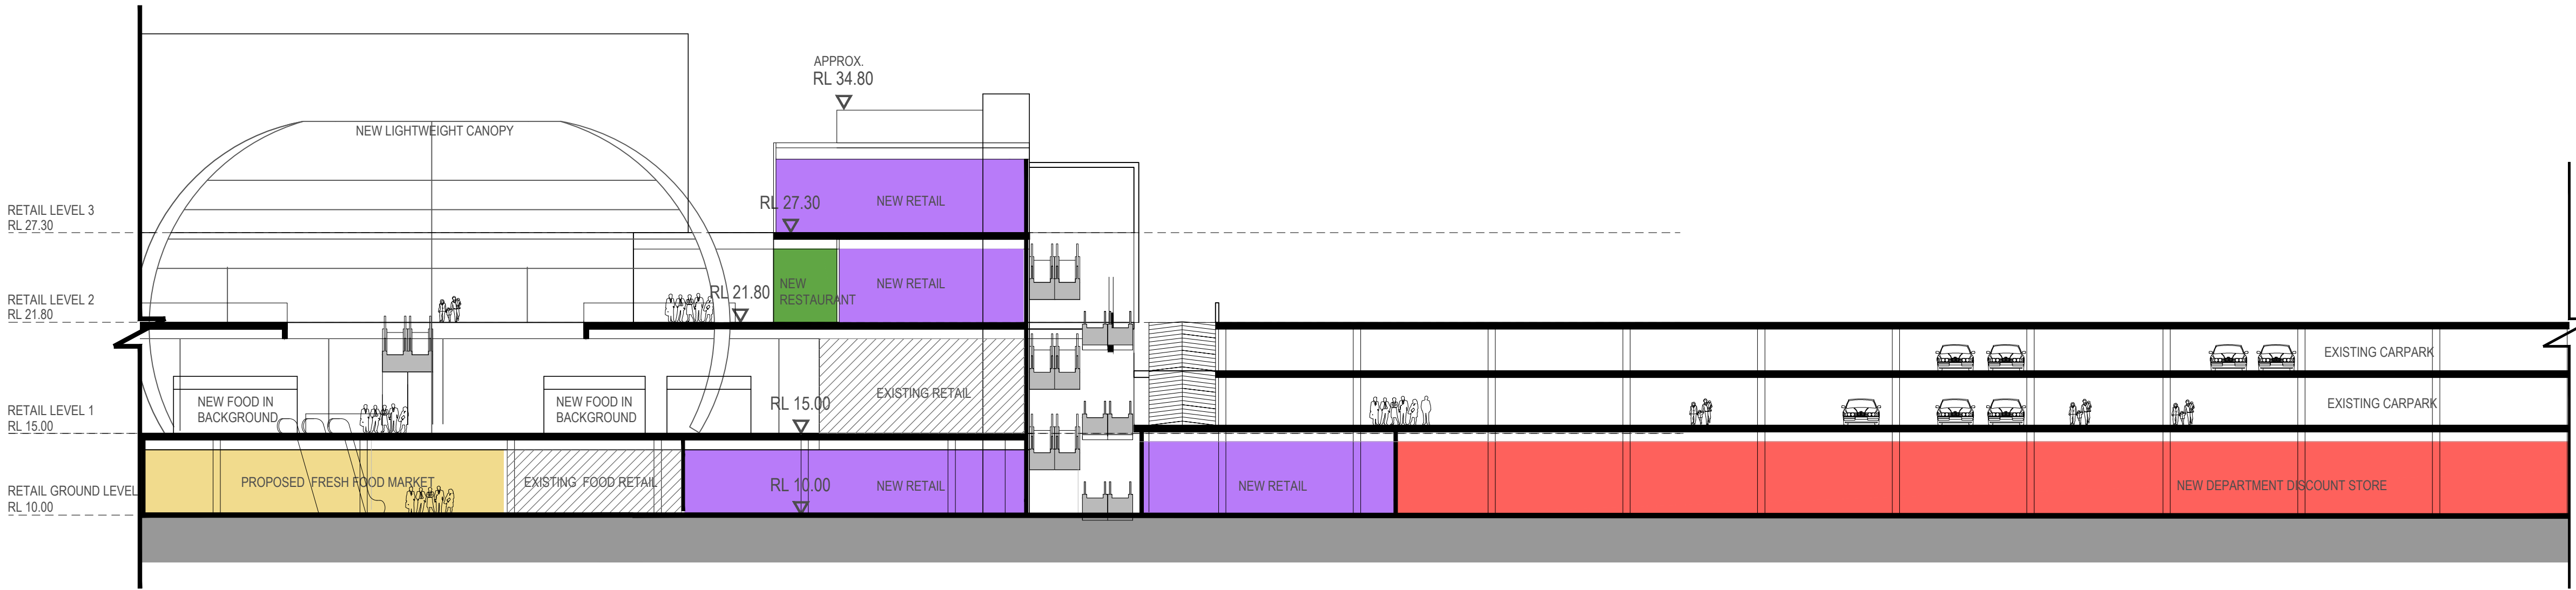 APPROX.
RL 34.80
NEW LIGHTWEIGHT CANOPY
RETAIL LEVEL 3
RL 27.30
RL 27.30
NEW RETAIL
RETAIL LEVEL 2
RL 21.80
RL 21.80
NEW
RESTAURANT
NEW RETAIL
EXISTING CARPARK
RETAIL LEVEL 1
RL 15.00
NEW FOOD IN
BACKGROUND
NEW FOOD IN
BACKGROUND
RL 15.00
EXISTING RETAIL
EXISTING CARPARK
RETAIL GROUND LEVEL
RL 10.00
PROPOSED FRESH FOOD MARKET
EXISTING FOOD RETAIL
RL 10.00
NEW RETAIL
NEW RETAIL
NEW DEPARTMENT DISCOUNT STORE